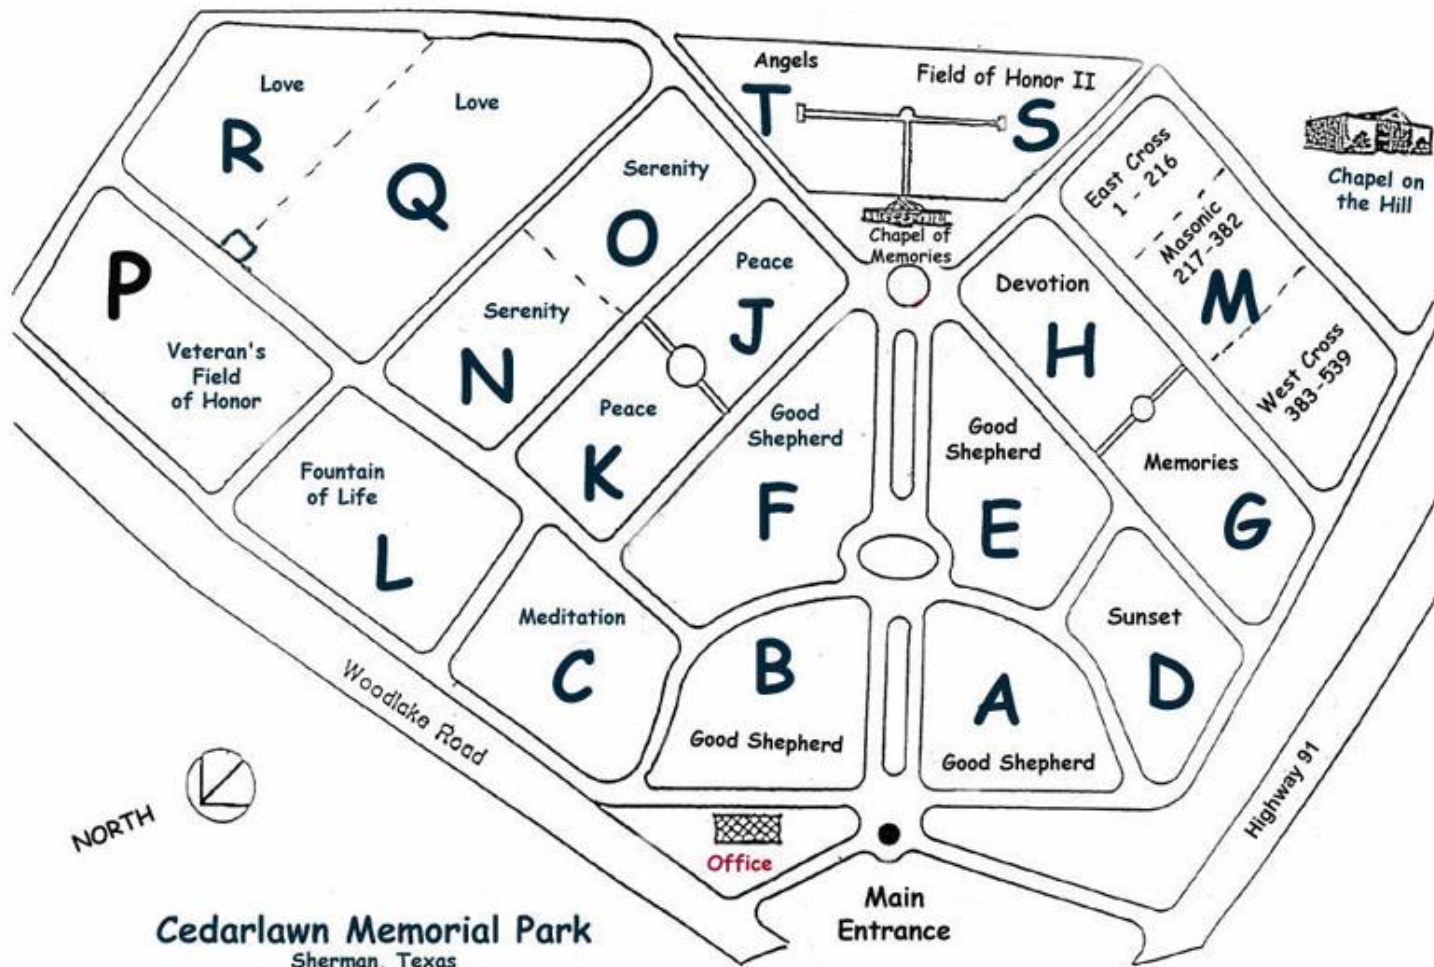 Angels
T
Field of Honor II
S
Love
R
Love
Q
East Cross
1 - 216
Masonic
217-382
M
West Cross
383-539
Chapel on
the Hill
Serenity
O
Chapel of
Memories
P
Veteran's
Field
of Honor
Serenity
N
Peace
J
Devotion
H
Peace
K
Good
Shepherd
F
Good
Shepherd
E
Memories
G
Fountain
of Life
L
Meditation
C
B
Good Shepherd
A
Good Shepherd
Sunset
D
Woodlake Road
Highway 91
NORTH
Office
Main
Entrance
Cedarlawn Memorial Park
Sherman, Texas